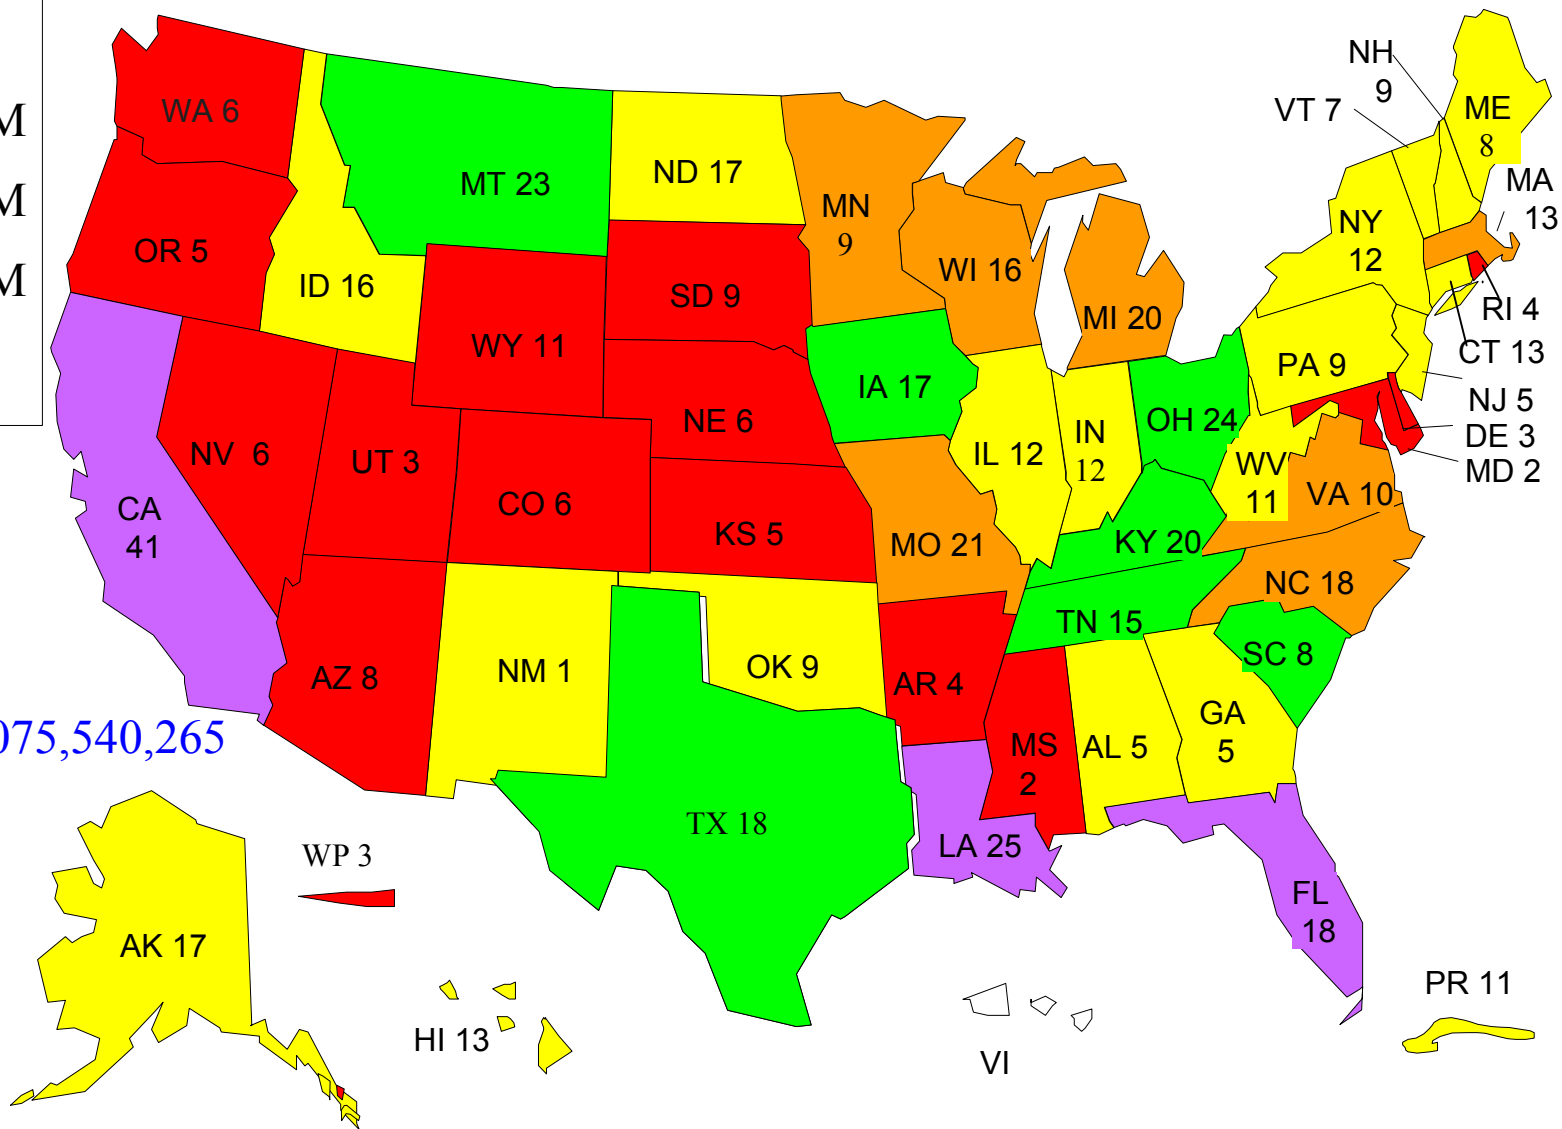 M
M
M
NH
9
VT 7
ME
8
MA
13
WA 6
MT 23
ND 17
MN
9
NY
12
OR 5
ID 16
SD 9
WI 16
MI 20
RI 4
CT 13
WY 11
IA 17
PA 9
NJ 5
DE 3
MD 2
NV 6
UT 3
CO 6
NE 6
KS 5
IL 12
IN
12
OH 24
WV
11
VA 10
CA
41
MO 21
KY 20
NC 18
TN 15
SC 8
AZ 8
NM 1
OK 9
AR 4
MS
2
AL 5
GA
5
075,540,265
TX 18
LA 25
FL
18
WP 3
AK 17
HI 13
VI
PR 11